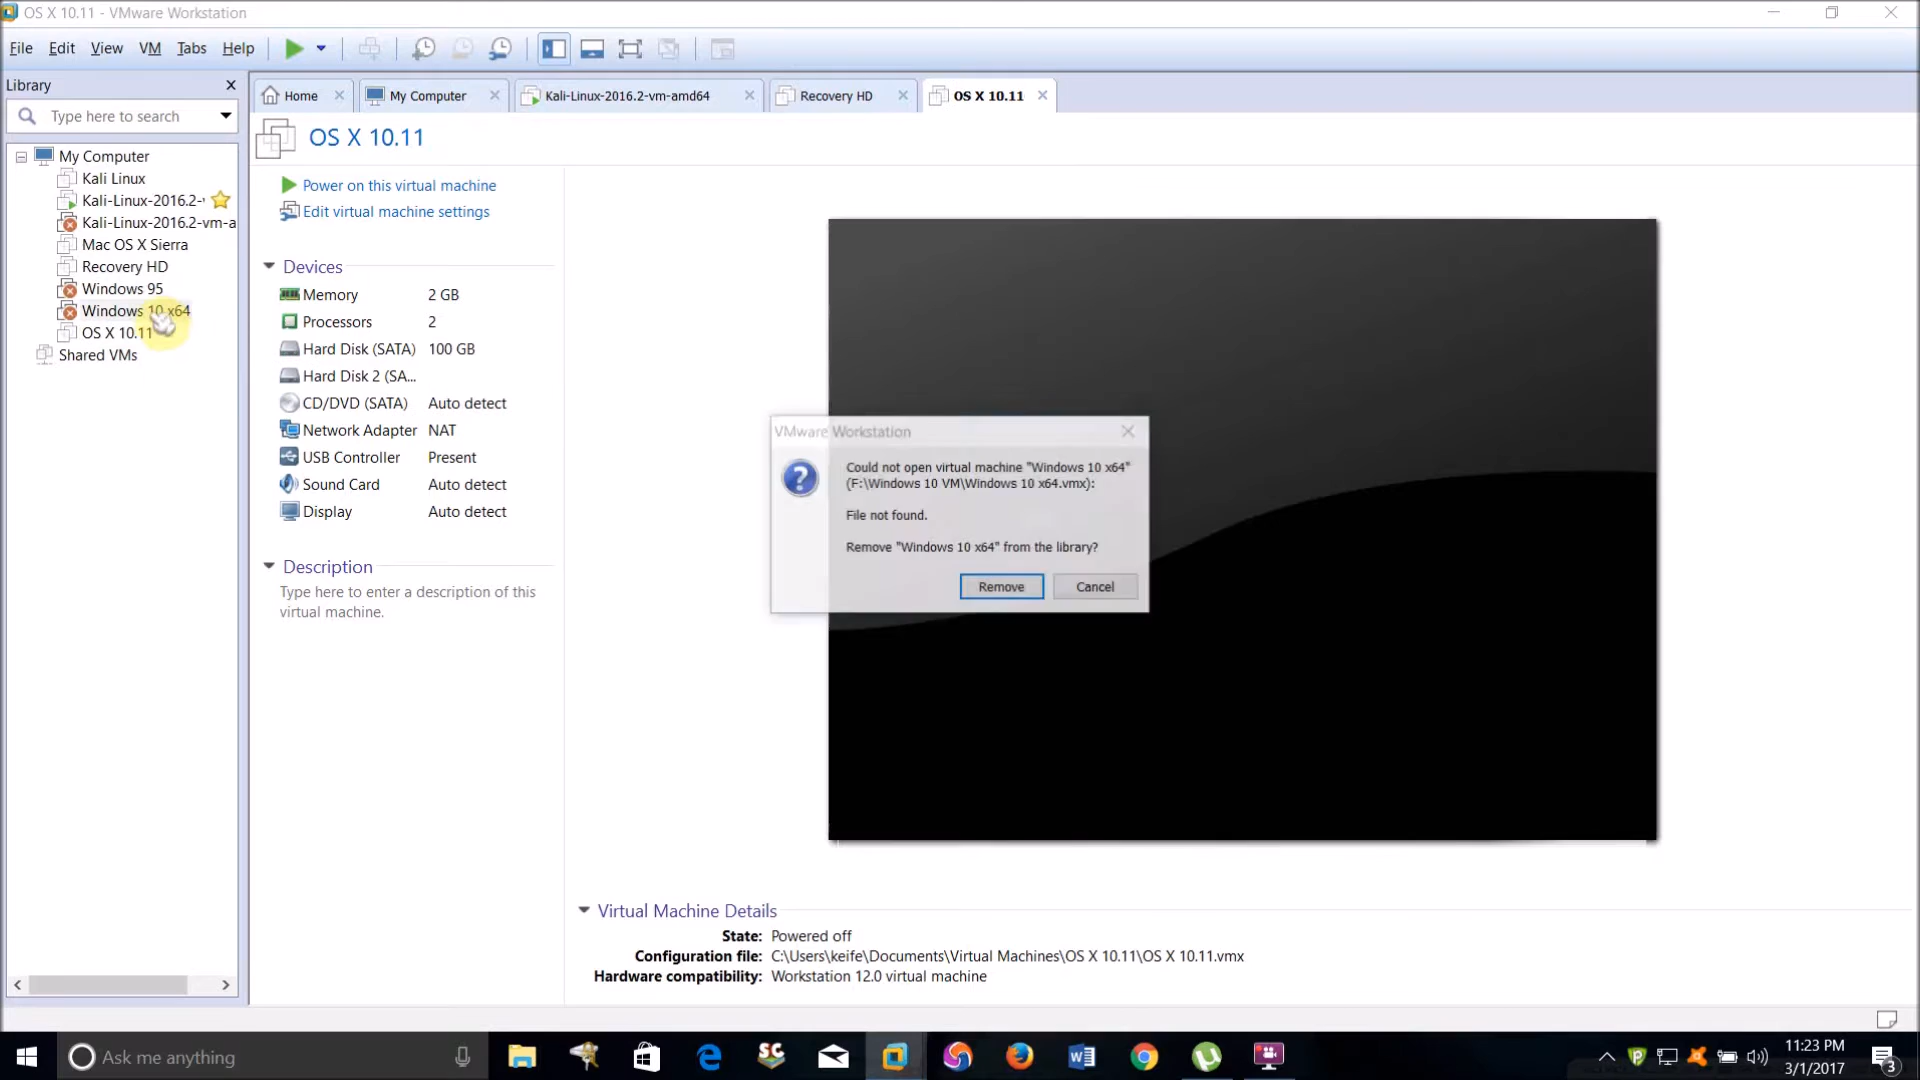 OS X 10.11 - VMware Workstation
File Edit View VM Tabs Help
Library
Type here to search
My Computer
Kali Linux
Kali-Linux-2016.2-
Kali-Linux-2016.2-vm-a
Mac OS X Sierra
Recovery HD
Windows 95
Windows 10 x64
OS X 10.11
Shared VMs
Home My Computer Kali-Linux-2016.2-vm-amd64 Recovery HD OS X 10.11
OS X 10.11
Power on this virtual machine
Edit virtual machine settings
Devices
Memory 2 GB
Processors 2
Hard Disk (SATA) 100 GB
Hard Disk 2 (SA...
CD/DVD (SATA) Auto detect
Network Adapter NAT
USB Controller Present
Sound Card Auto detect
Display Auto detect
Description
Type here to enter a description of this
virtual machine.
VMware Workstation
Could not open virtual machine "Windows 10 x64"
(F:\Windows 10 VM\Windows 10 x64.vmx):
File not found.
Remove "Windows 10 x64" from the library?
Remove Cancel
Virtual Machine Details
State: Powered off
Configuration file: C:\Users\keife\Documents\Virtual Machines\OS X 10.11\OS X 10.11.vmx
Hardware compatibility: Workstation 12.0 virtual machine
Ask me anything
SC
11:23 PM
3/1/2017
3